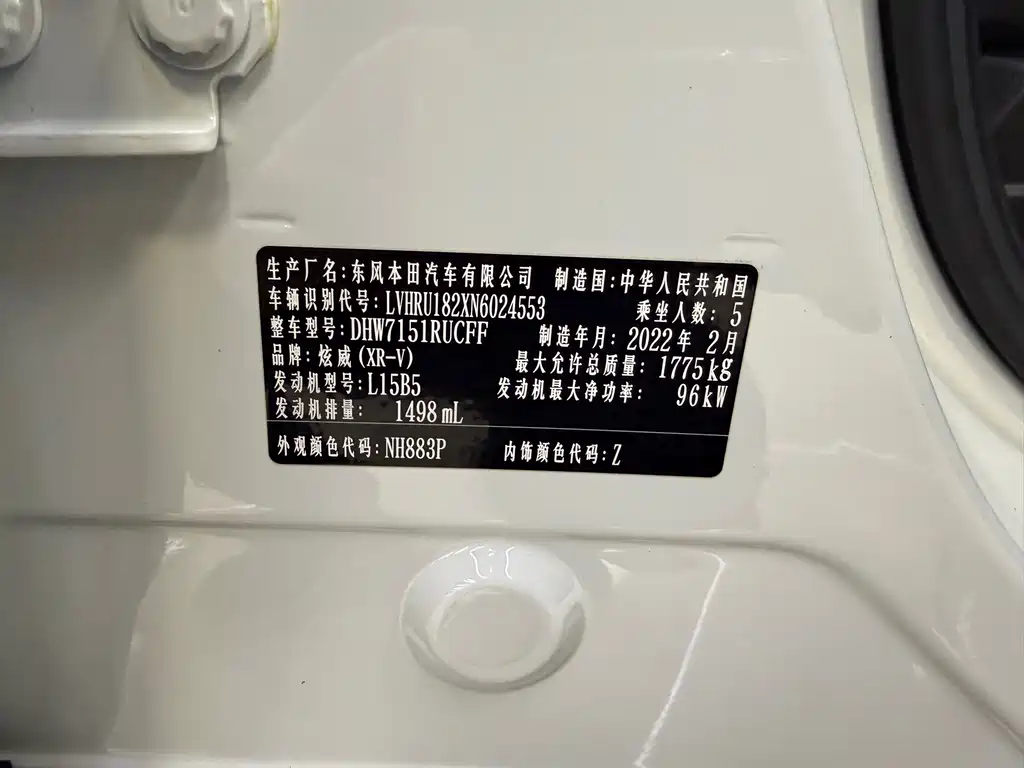 生产厂名:东风本田汽车有限公司 制造国:中华人民共和国
车辆识别代号:LVHRU182XN6024553 乘坐人数: 5
整车型号:DHW7151RUCFF 制造年月: 2022 年 2 月
品牌:炫威(XR-V) 最大允许总质量: 1775kg
发动机型号:L15B5 发动机最大净功率: 96kW
发动机排量: 1498mL
外观颜色代码:NH883P 内饰颜色代码:Z